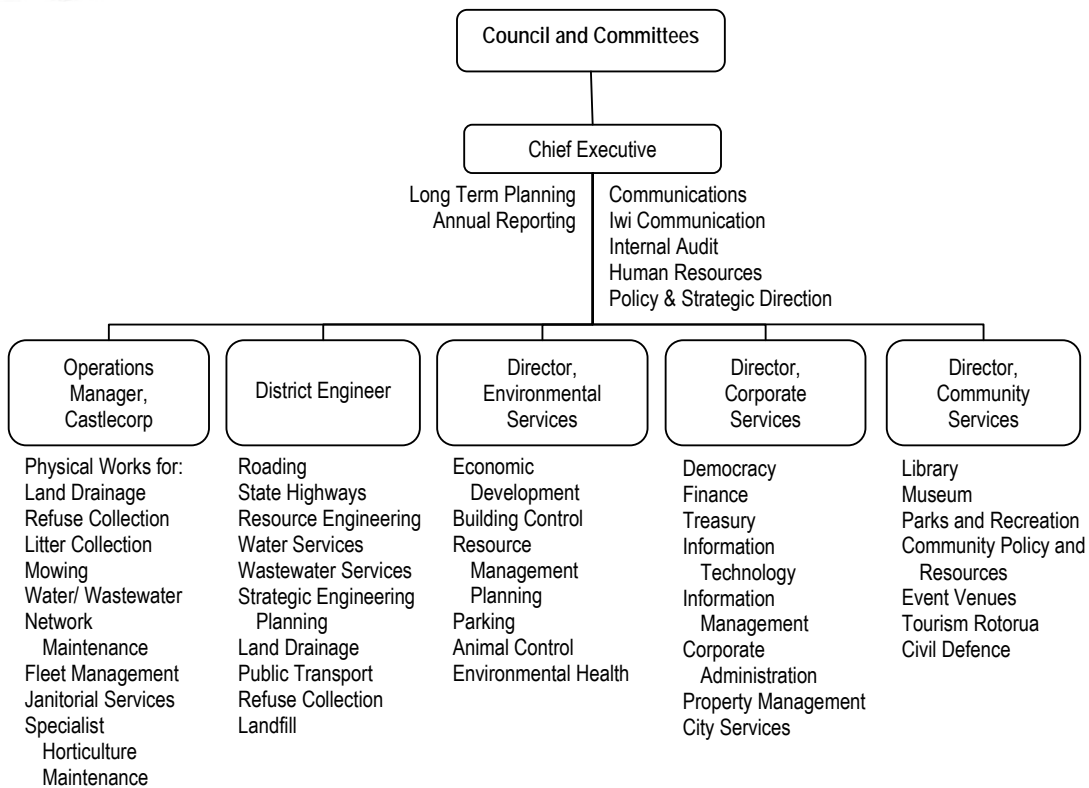 Council and Committees
Chief Executive
Long Term Planning
Annual Reporting
Communications
Iwi Communication
Internal Audit
Human Resources
Policy & Strategic Direction
Operations
Manager,
Castlecorp
Physical Works for:
Land Drainage
Refuse Collection
Litter Collection
Mowing
Water/ Wastewater
Network
Maintenance
Fleet Management
Janitorial Services
Specialist
Horticulture
Maintenance
District Engineer
Roading
State Highways
Resource Engineering
Water Services
Wastewater Services
Strategic Engineering
Planning
Land Drainage
Public Transport
Refuse Collection
Landfill
Director,
Environmental
Services
Economic
Development
Building Control
Resource
Management
Planning
Parking
Animal Control
Environmental Health
Director,
Corporate
Services
Democracy
Finance
Treasury
Information
Technology
Information
Management
Corporate
Administration
Property Management
City Services
Director,
Community
Services
Library
Museum
Parks and Recreation
Community Policy and
Resources
Event Venues
Tourism Rotorua
Civil Defence